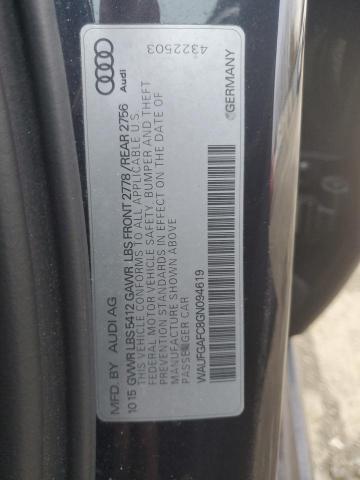 MFD. BY AUDI AG
10 15 GVWR LBS 5412 GAWR LBS FRONT 2778 / REAR 2756
THIS VEHICLE CONFORMS TO ALL APPLICABLE U.S.
FEDERAL MOTOR VEHICLE SAFETY, BUMPER AND THEFT
PREVENTION STANDARDS IN EFFECT ON THE DATE OF
MANUFACTURE SHOWN ABOVE
PASSENGER CAR
WAUFGAFC8GN094619
GERMANY
Audi
4322503